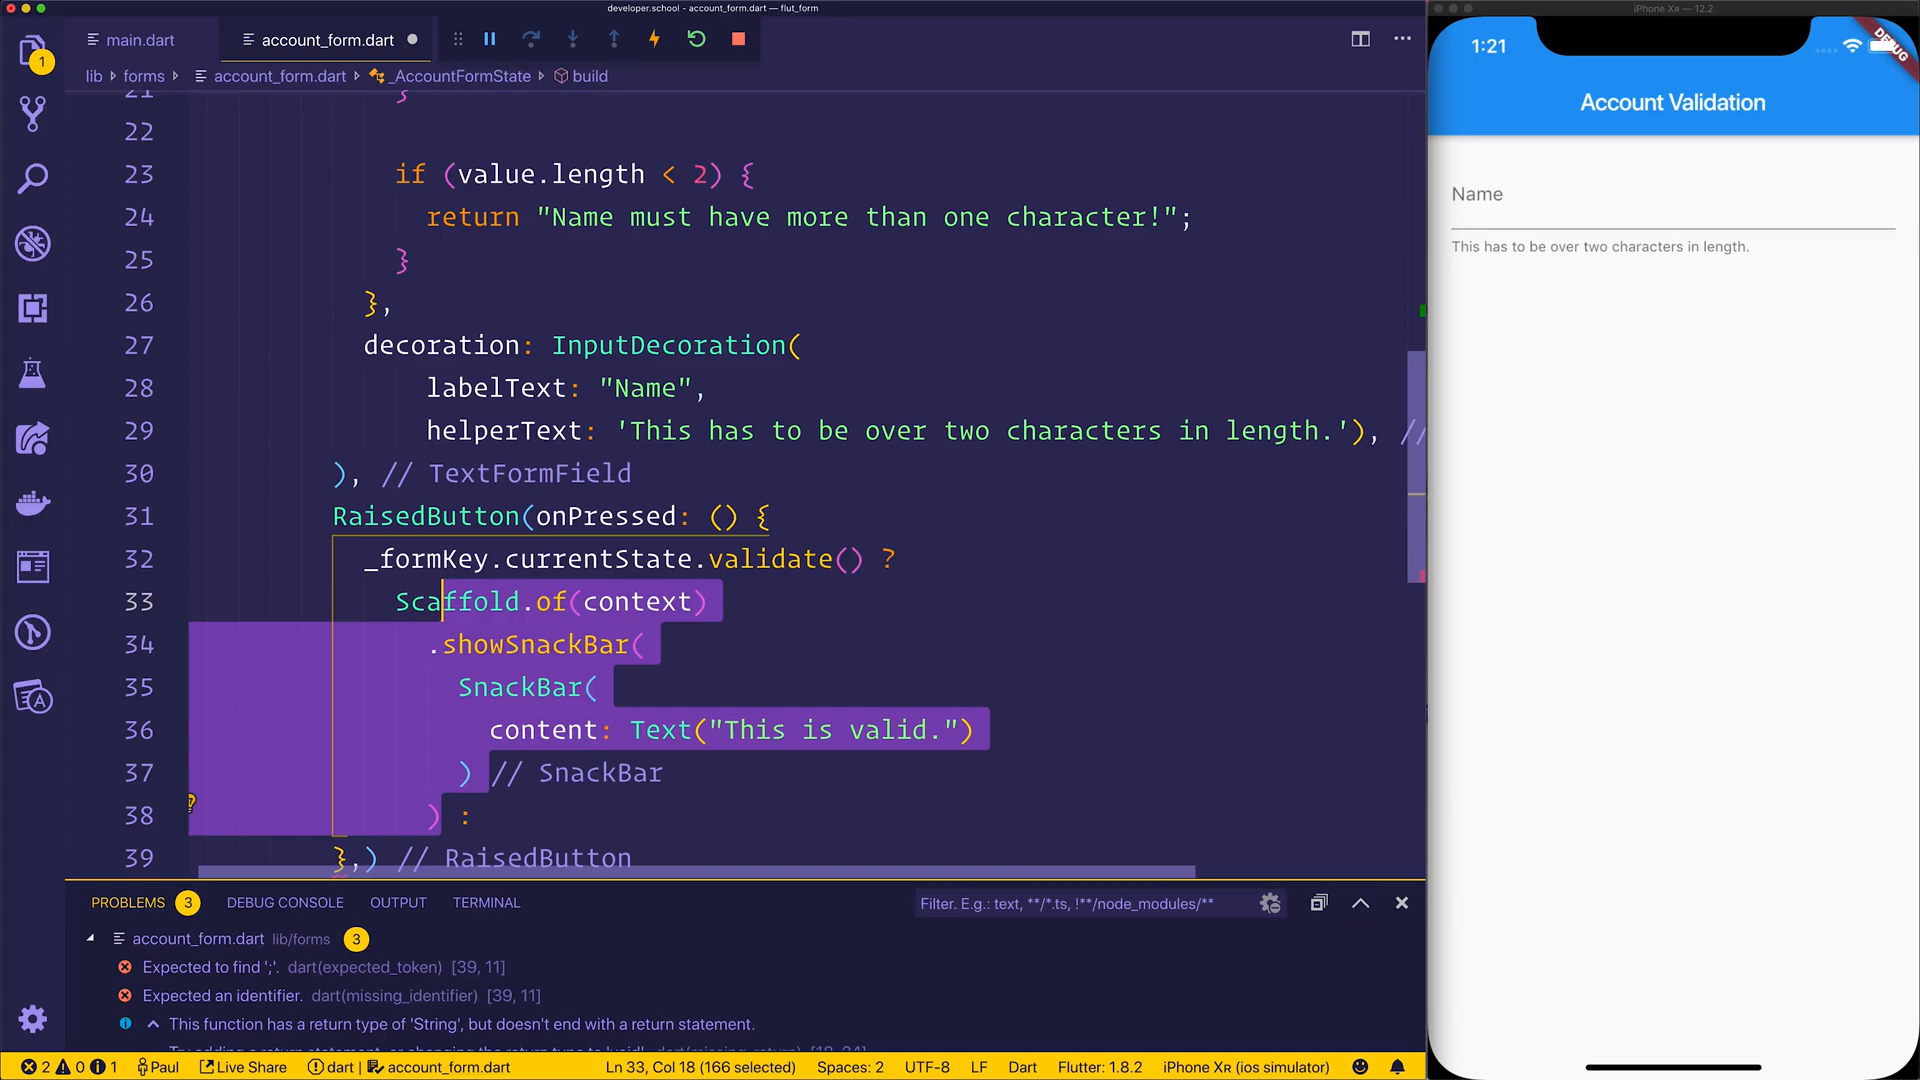 developer.school - account_form.dart — flut_form
iPhone XR — 12.2
main.dart
account_form.dart
1
lib
forms
account_form.dart
_AccountFormState
build
21 }
22
23 if (value.length < 2) {
24 return "Name must have more than one character!";
25 }
26 },
27 decoration: InputDecoration(
28 labelText: "Name",
29 helperText: 'This has to be over two characters in length.'), //
30 ), // TextFormField
31 RaisedButton(onPressed: () {
32 _formKey.currentState.validate() ?
33 Scaffold.of(context)
34 .showSnackBar(
35 SnackBar(
36 content: Text("This is valid.")
37 ) // SnackBar
38 ) :
39 },) // RaisedButton
PROBLEMS 3 DEBUG CONSOLE OUTPUT TERMINAL
Filter. E.g.: text, **/*.ts, !**/node_modules/**
account_form.dart lib/forms 3
Expected to find ';'. dart(expected_token) [39, 11]
Expected an identifier. dart(missing_identifier) [39, 11]
This function has a return type of 'String', but doesn't end with a return statement.
2 0 1 Paul Live Share dart | account_form.dart Ln 33, Col 18 (166 selected) Spaces: 2 UTF-8 LF Dart Flutter: 1.8.2 iPhone XR (ios simulator)
1:21
DEBUG
Account Validation
Name
This has to be over two characters in length.